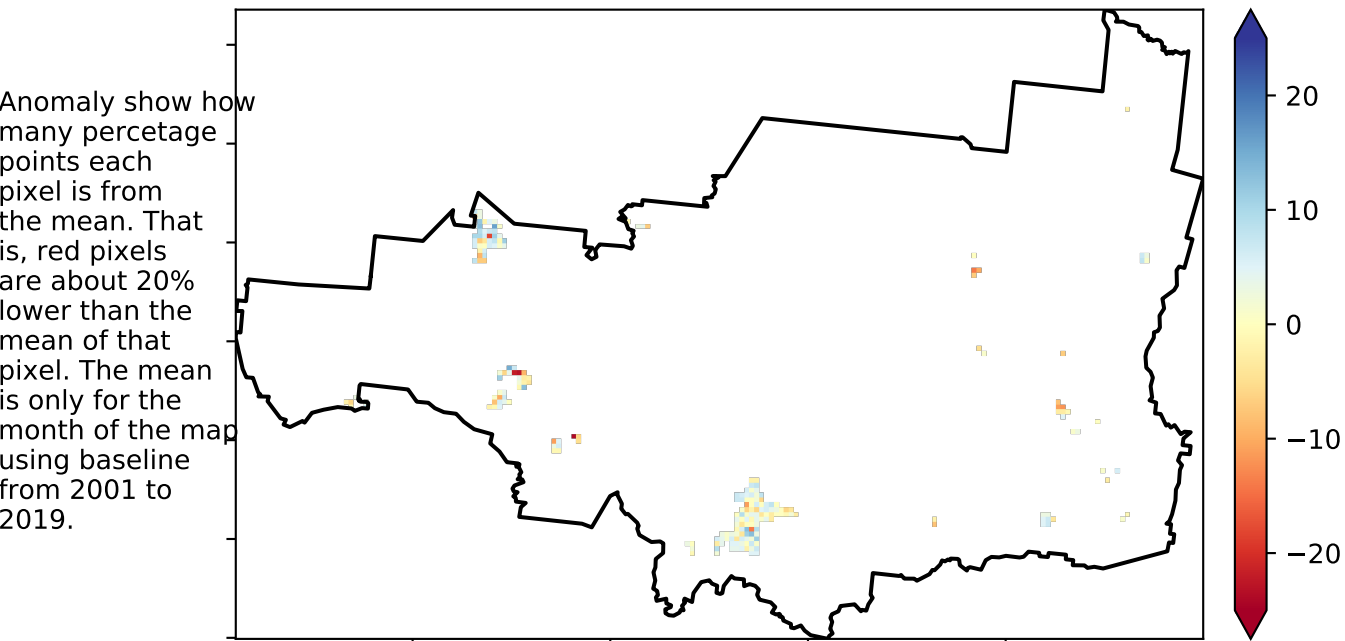 Anomaly show how
many percetage
points each
pixel is from
the mean. That
is, red pixels
are about 20%
lower than the
mean of that
pixel. The mean
is only for the
month of the map
using baseline
from 2001 to
2019.
20
10
0
−10
−20